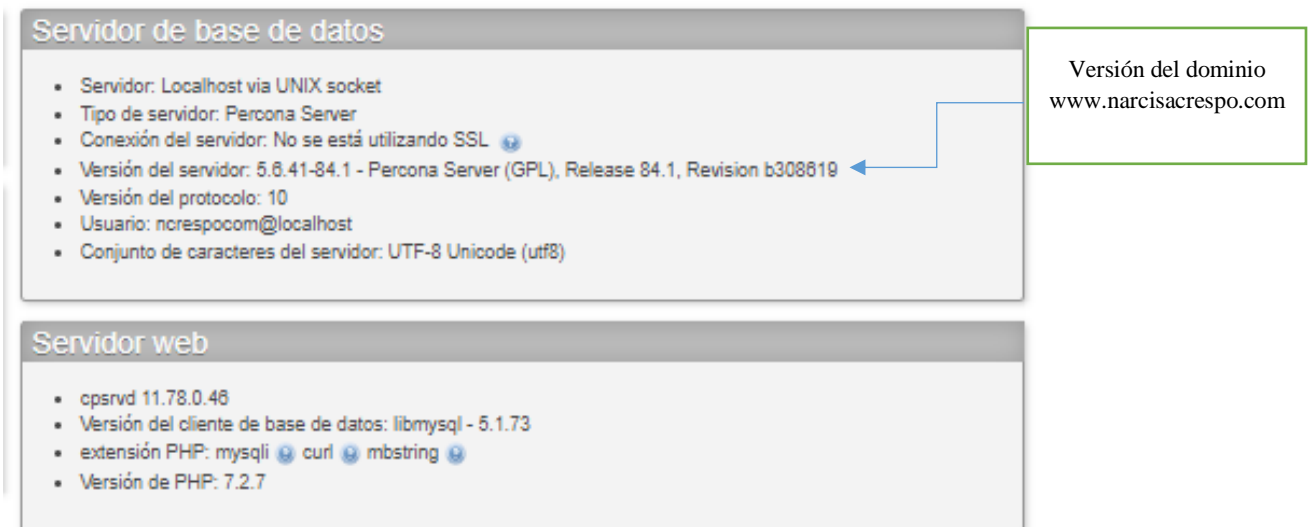 Servidor de base de datos
Servidor: Localhost via UNIX socket
Tipo de servidor: Percona Server
Conexión del servidor: No se está utilizando SSL
Versión del servidor: 5.6.41-84.1 - Percona Server (GPL), Release 84.1, Revision b308619
Versión del protocolo: 10
Usuario: ncrespocom@localhost
Conjunto de caracteres del servidor: UTF-8 Unicode (utf8)
Versión del dominio
www.narcisacrespo.com
Servidor web
cpsrvd 11.78.0.46
Versión del cliente de base de datos: libmysql - 5.1.73
extensión PHP: mysqli curl mbstring
Versión de PHP: 7.2.7